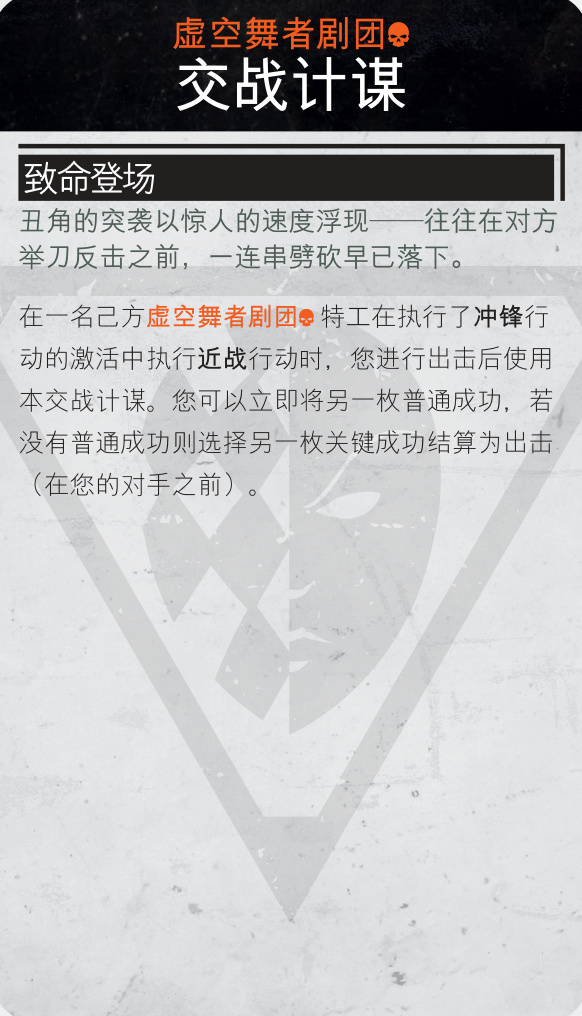 虚空舞者剧团
交战计谋
致命登场
丑角的突袭以惊人的速度浮现——往往在对方
举刀反击之前，一连串劈砍早已落下。
在一名己方虚空舞者剧团 特工在执行了冲锋行
动的激活中执行近战行动时，您进行出击后使用
本交战计谋。您可以立即将另一枚普通成功，若
没有普通成功则选择另一枚关键成功结算为出击
（在您的对手之前）。